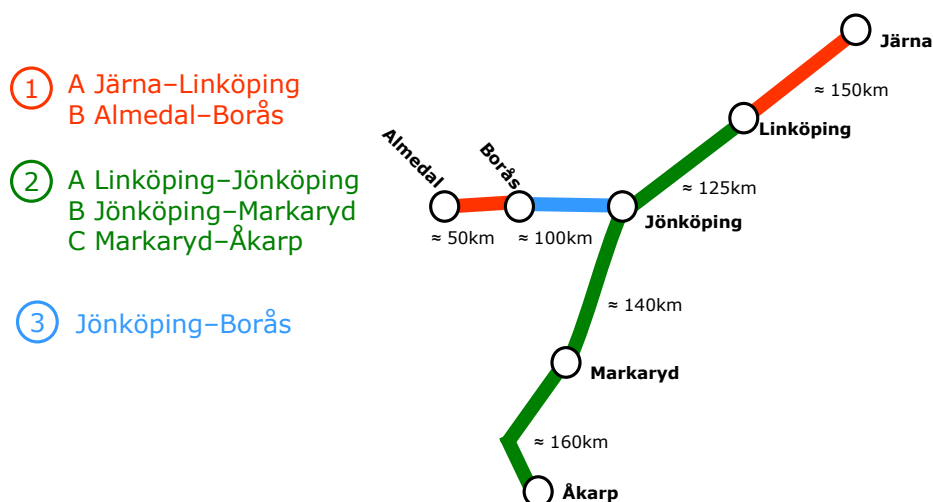 1 A Järna–Linköping
B Almedal–Borås
2 A Linköping–Jönköping
B Jönköping–Markaryd
C Markaryd–Åkarp
3 Jönköping–Borås
Järna
≈ 150km
Linköping
≈ 125km
Almedal
Borås
Jönköping
≈ 50km
≈ 100km
≈ 140km
Markaryd
≈ 160km
Åkarp